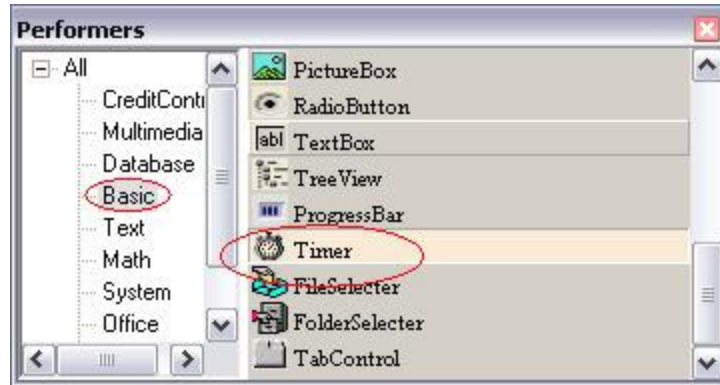 Performers
All
CreditContr
Multimedia
Database
Basic
Text
Math
System
Office
PictureBox
RadioButton
abl TextBox
TreeView
ProgressBar
Timer
FileSelecter
FolderSelecter
TabControl